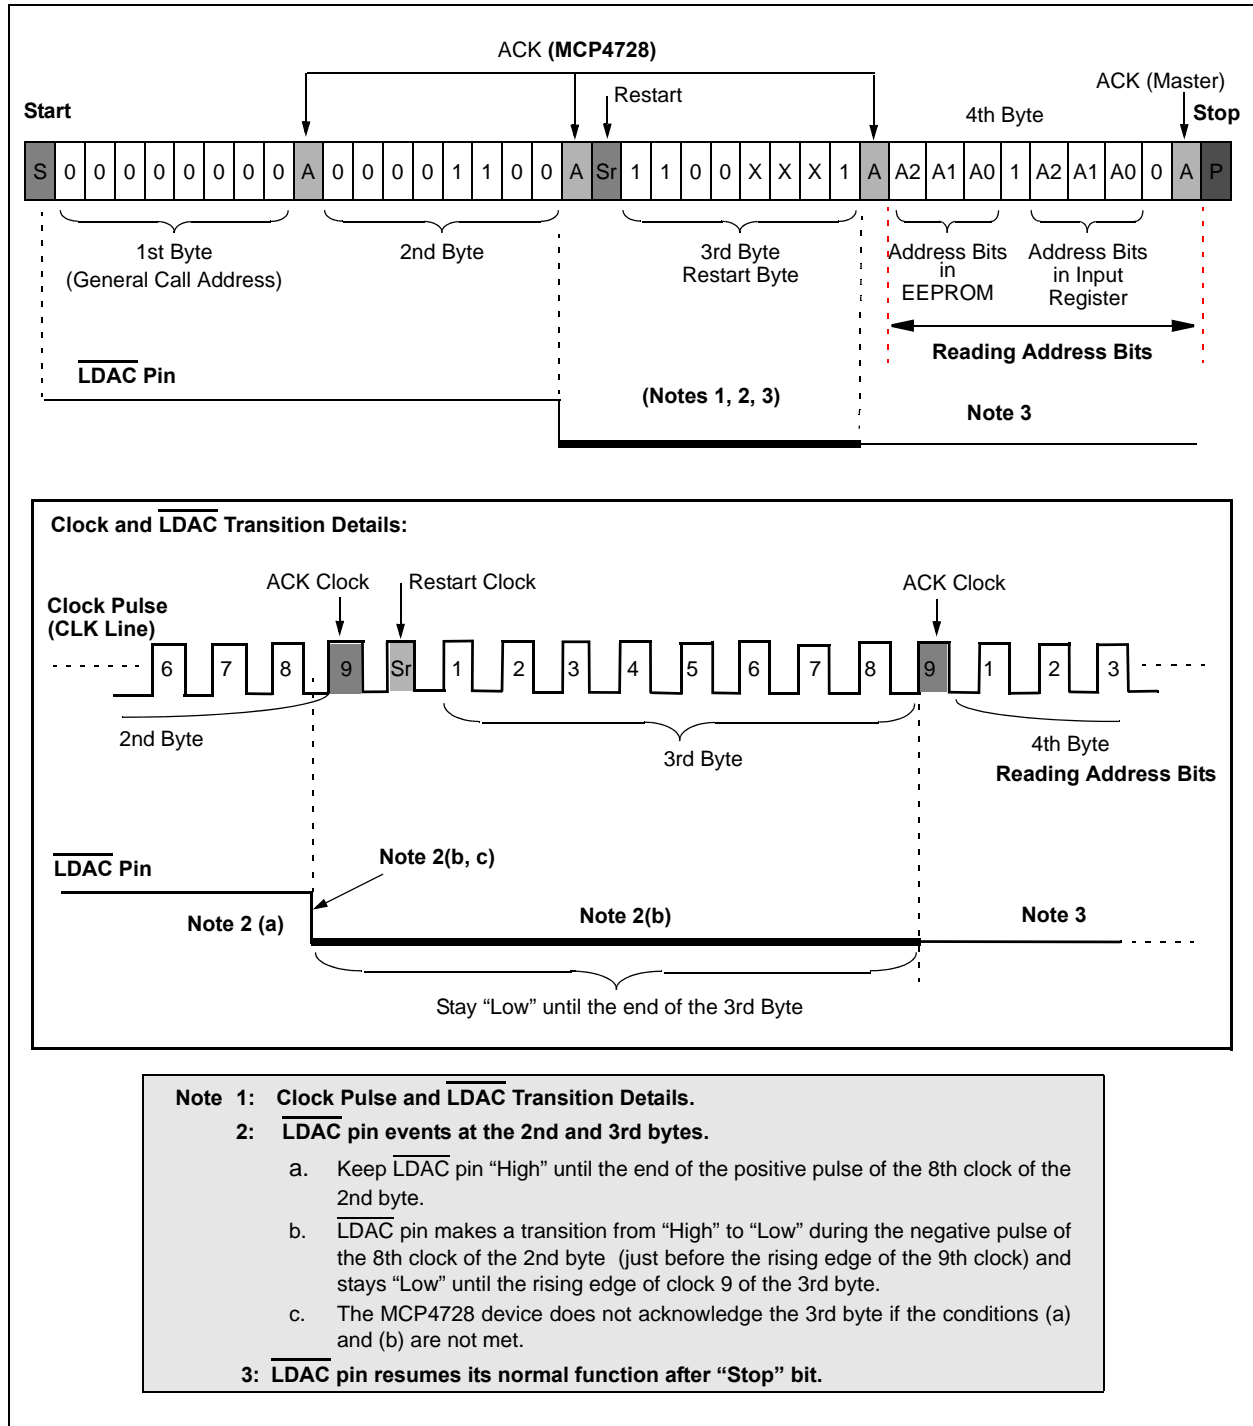 ACK (MCP4728)
Restart
ACK (Master)
Start
4th Byte
Stop
S 0 0 0 0 0 0 0 0 A 0 0 0 0 1 1 0 0 A Sr 1 1 0 0 X X X 1 A A2 A1 A0 1 A2 A1 A0 0 A P
1st Byte
(General Call Address)
2nd Byte
3rd Byte
Restart Byte
Address Bits
in
EEPROM
Address Bits
in Input
Register
Reading Address Bits
LDAC Pin
(Notes 1, 2, 3)
Note 3
Clock and LDAC Transition Details:
ACK Clock
Restart Clock
ACK Clock
Clock Pulse
(CLK Line)
6 7 8 9 Sr 1 2 3 4 5 6 7 8 9 1 2 3
2nd Byte
3rd Byte
4th Byte
Reading Address Bits
LDAC Pin
Note 2(b, c)
Note 2 (a)
Note 2(b)
Note 3
Stay “Low” until the end of the 3rd Byte
Note 1: Clock Pulse and LDAC Transition Details.
2: LDAC pin events at the 2nd and 3rd bytes.
a. Keep LDAC pin “High” until the end of the positive pulse of the 8th clock of the
2nd byte.
b. LDAC pin makes a transition from “High” to “Low” during the negative pulse of
the 8th clock of the 2nd byte (just before the rising edge of the 9th clock) and
stays “Low” until the rising edge of clock 9 of the 3rd byte.
c. The MCP4728 device does not acknowledge the 3rd byte if the conditions (a)
and (b) are not met.
3: LDAC pin resumes its normal function after “Stop” bit.